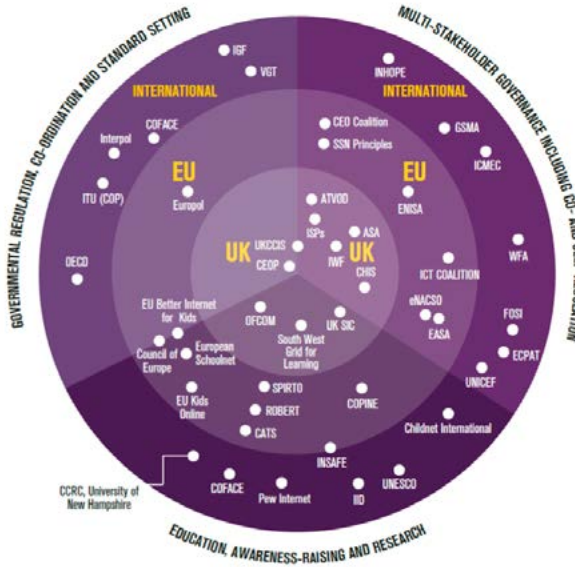 GOVERNMENTAL REGULATION, CO-ORDINATION AND STANDARD SETTING
MULTI-STAKEHOLDER GOVERNANCE INCLUDING CO- AND SELF-REGULATION
IGF
VGT
INTERNATIONAL
INHOPE
INTERNATIONAL
COFACE
Interpol
CEO Coalition
SSN Principles
GSMA
ICMEC
EU
EU
ITU (COP)
Europol
ATVOD
ENISA
ISPs
ASA
UK
UKCCIS
IWF
UK
WFA
CEOP
CHIS
ICT COALITION
OECD
EU Better Internet
for Kids
OFCOM
UK SIC
eNACSO
EASA
FOSI
Council of
Europe
European
Schoolnet
South West
Grid for
Learning
ECPAT
UNICEF
EU Kids
Online
SPIRTO
ROBERT
COPINE
CATS
Childnet International
INSAFE
CCRC, University of
New Hampshire
COFACE
Pew Internet
IID
UNESCO
EDUCATION, AWARENESS-RAISING AND RESEARCH